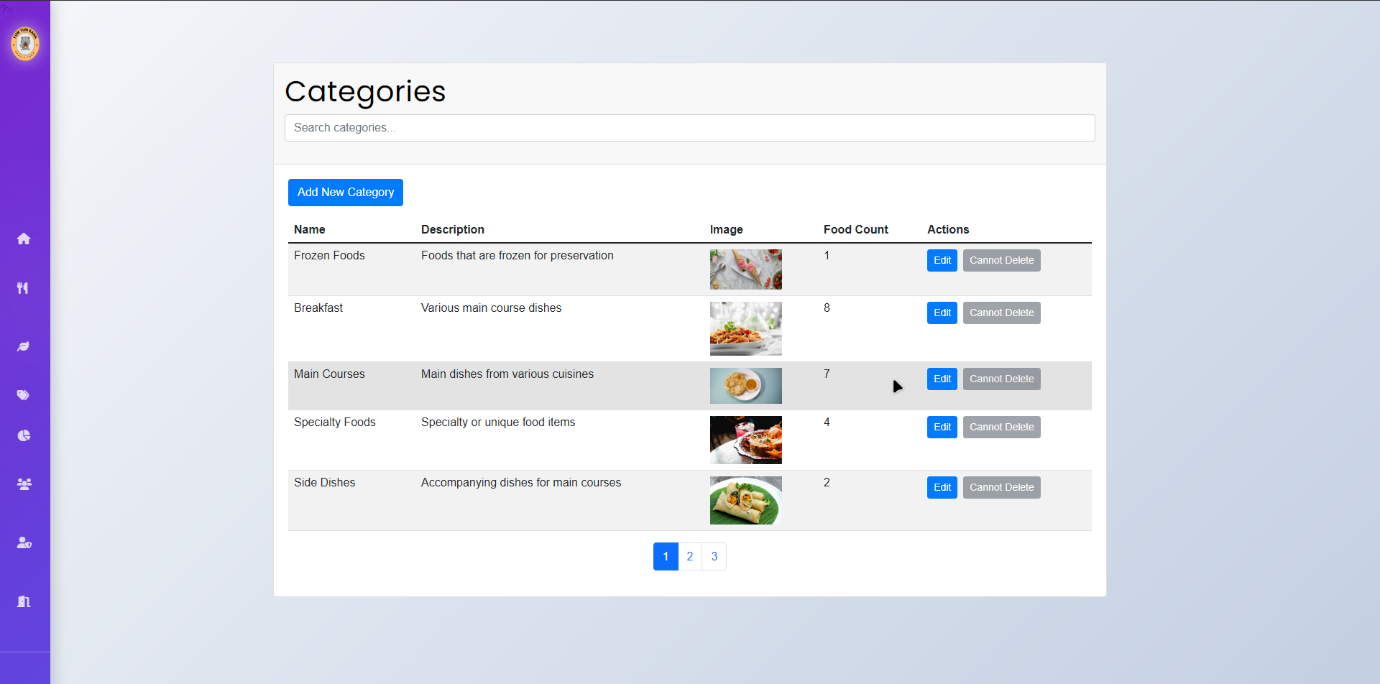 ?>
Categories
Search categories...
Add New Category
Name Description Image Food Count Actions
Frozen Foods Foods that are frozen for preservation 1 Edit Cannot Delete
Breakfast Various main course dishes 8 Edit Cannot Delete
Main Courses Main dishes from various cuisines 7 Edit Cannot Delete
Specialty Foods Specialty or unique food items 4 Edit Cannot Delete
Side Dishes Accompanying dishes for main courses 2 Edit Cannot Delete
1 2 3